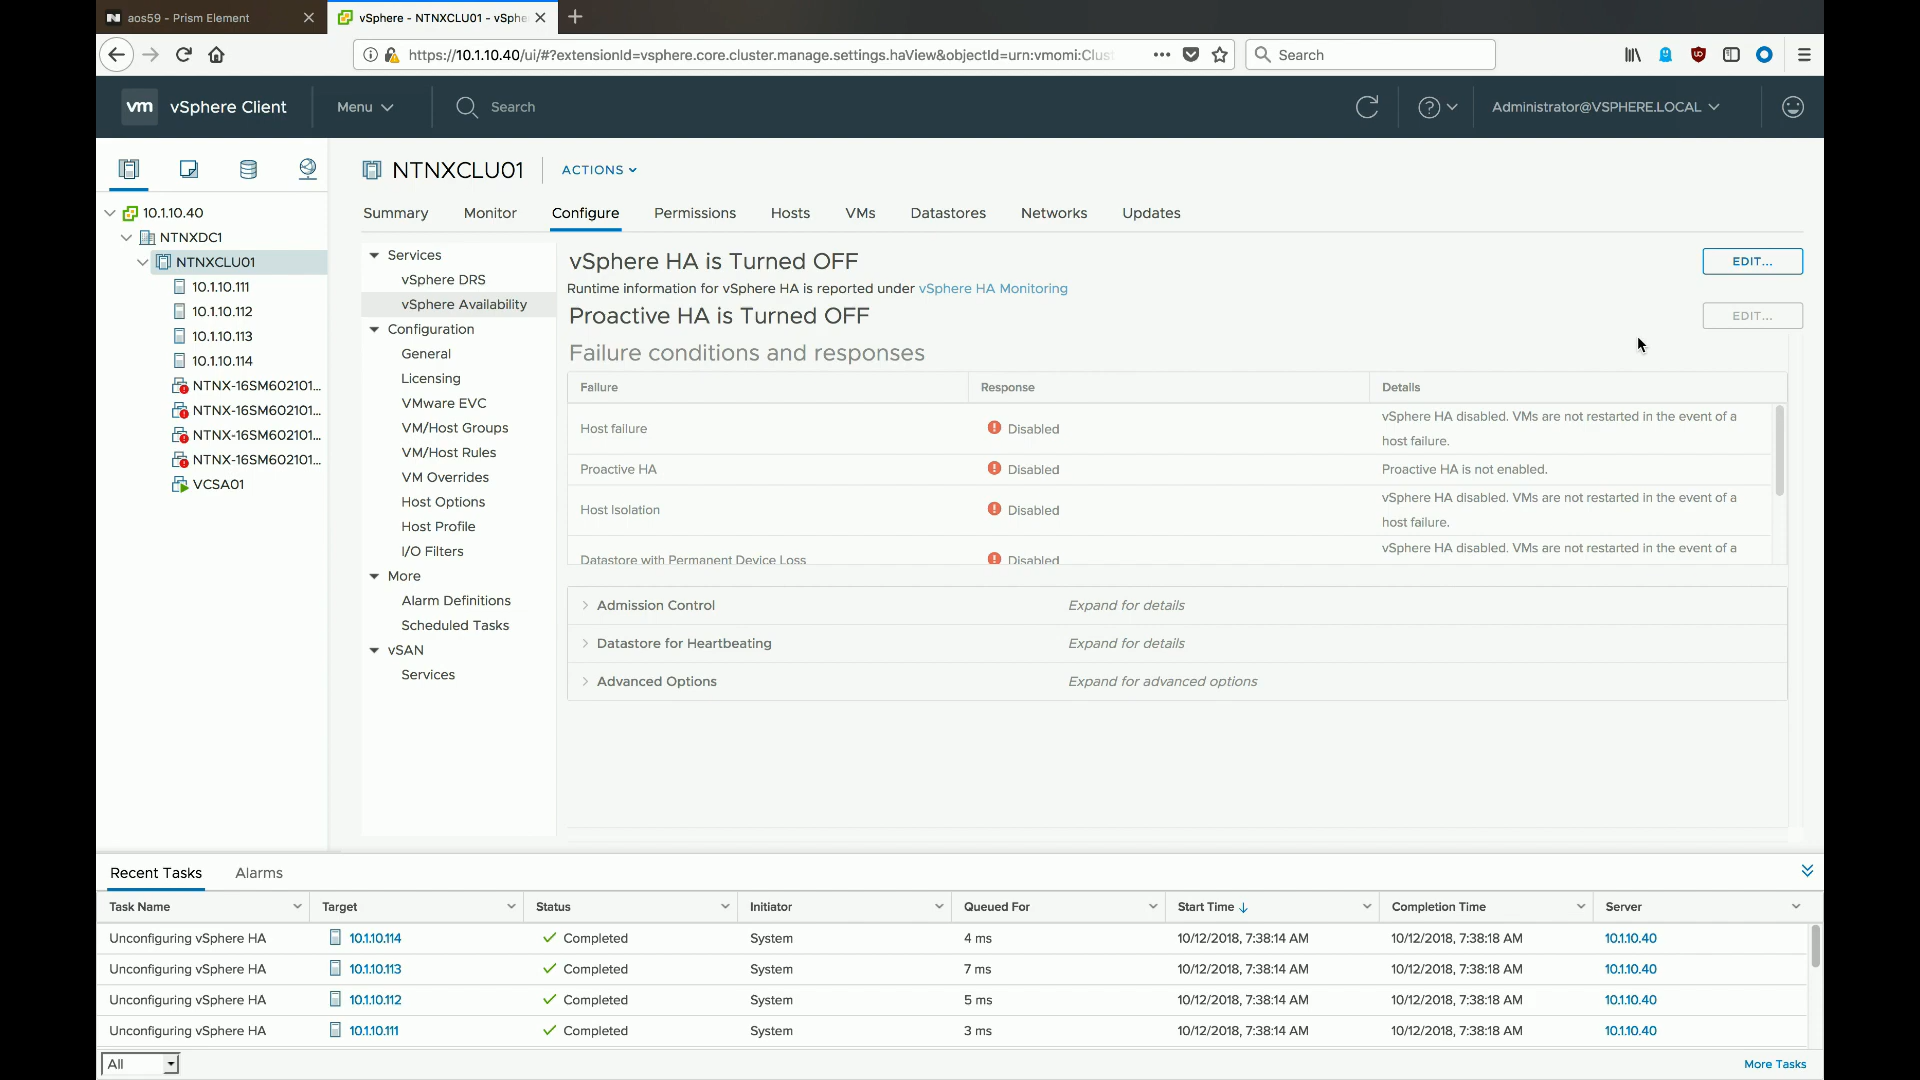 aos59 - Prism Element
vSphere - NTNXCLU01 - vSphe
https://10.1.10.40/ui/#?extensionId=vsphere.core.cluster.manage.settings.haView&objectId=urn:vmomi:Clus
Search
vm vSphere Client
Menu
Search
Administrator@VSPHERE.LOCAL
10.1.10.40
NTNXDC1
NTNXCLU01
10.1.10.111
10.1.10.112
10.1.10.113
10.1.10.114
NTNX-16SM602101...
NTNX-16SM602101...
NTNX-16SM602101...
NTNX-16SM602101...
VCSA01
NTNXCLU01
ACTIONS
Summary Monitor Configure Permissions Hosts VMs Datastores Networks Updates
Services
vSphere DRS
vSphere Availability
Configuration
General
Licensing
VMware EVC
VM/Host Groups
VM/Host Rules
VM Overrides
Host Options
Host Profile
I/O Filters
More
Alarm Definitions
Scheduled Tasks
vSAN
Services
vSphere HA is Turned OFF
EDIT...
Runtime information for vSphere HA is reported under vSphere HA Monitoring
Proactive HA is Turned OFF
EDIT...
Failure conditions and responses
Failure Response Details
Host failure Disabled vSphere HA disabled. VMs are not restarted in the event of a
host failure.
Proactive HA Disabled Proactive HA is not enabled.
Host Isolation Disabled vSphere HA disabled. VMs are not restarted in the event of a
host failure.
Datastore with Permanent Device Loss Disabled vSphere HA disabled. VMs are not restarted in the event of a
Admission Control Expand for details
Datastore for Heartbeating Expand for details
Advanced Options Expand for advanced options
Recent Tasks Alarms
Task Name Target Status Initiator Queued For Start Time Completion Time Server
Unconfiguring vSphere HA 10.1.10.114 Completed System 4 ms 10/12/2018, 7:38:14 AM 10/12/2018, 7:38:18 AM 10.1.10.40
Unconfiguring vSphere HA 10.1.10.113 Completed System 7 ms 10/12/2018, 7:38:14 AM 10/12/2018, 7:38:18 AM 10.1.10.40
Unconfiguring vSphere HA 10.1.10.112 Completed System 5 ms 10/12/2018, 7:38:14 AM 10/12/2018, 7:38:18 AM 10.1.10.40
Unconfiguring vSphere HA 10.1.10.111 Completed System 3 ms 10/12/2018, 7:38:14 AM 10/12/2018, 7:38:18 AM 10.1.10.40
All
More Tasks